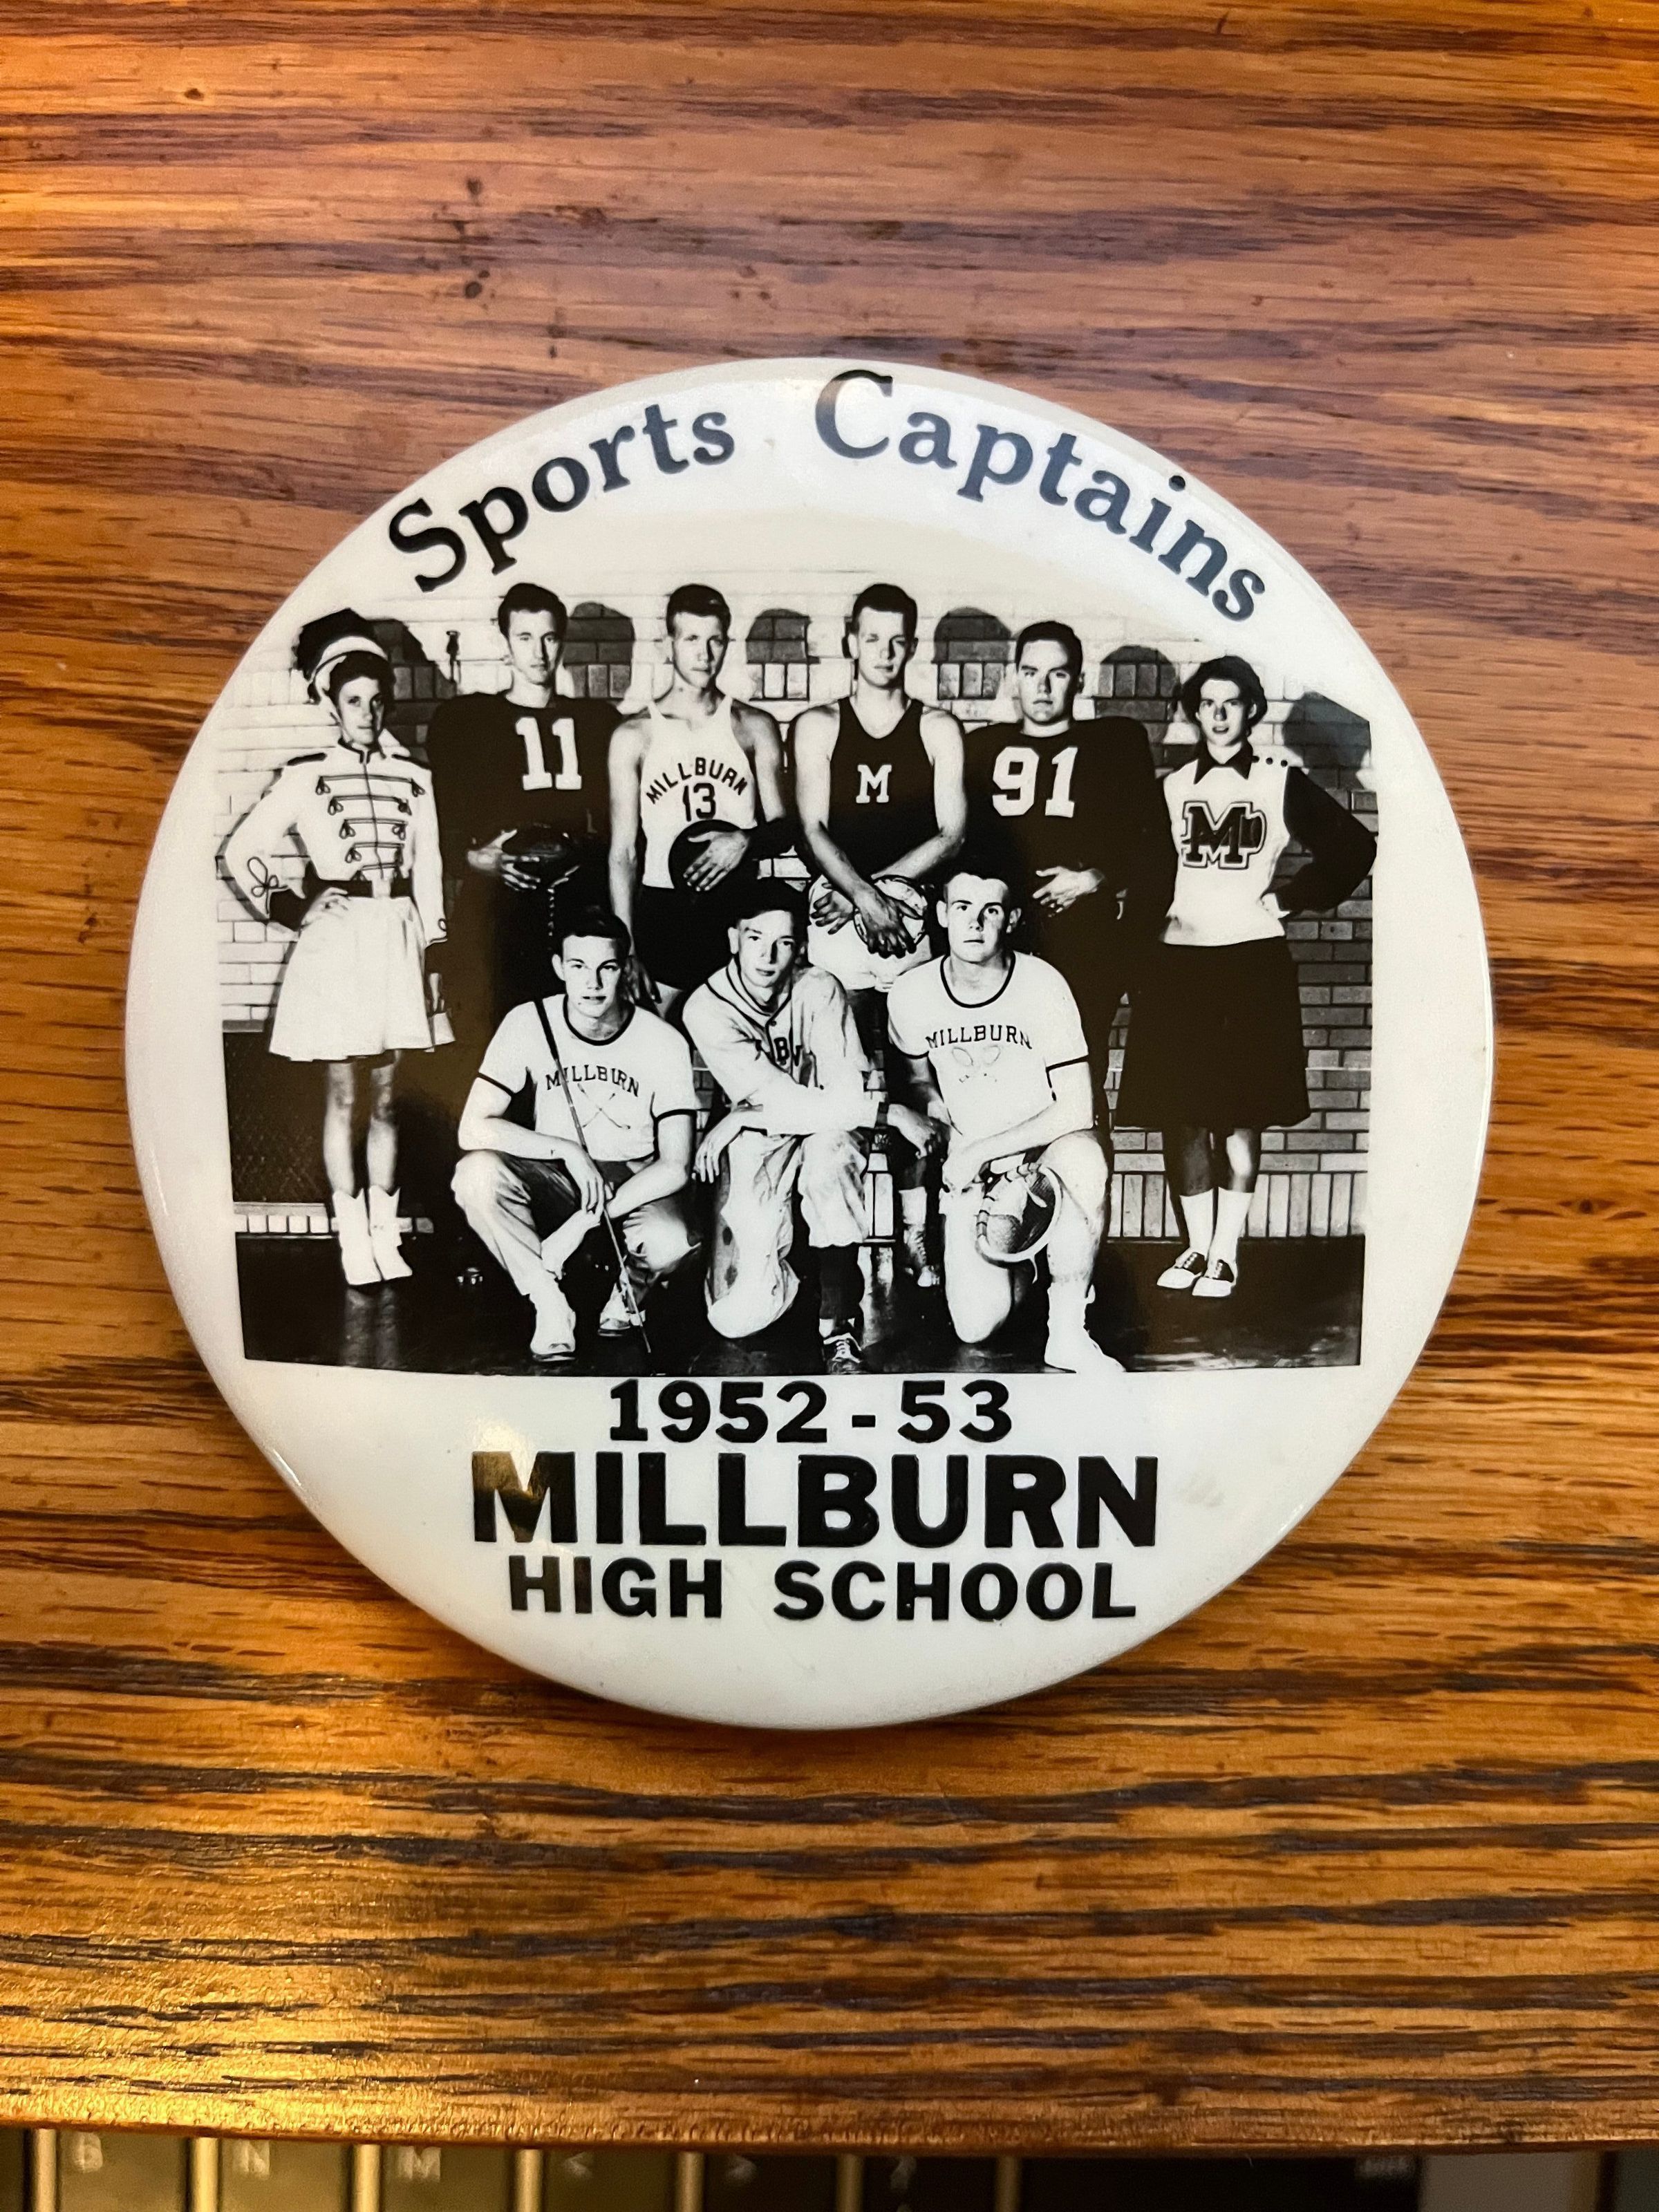 Sports Captains
11
MILLBURN
13
M
91
M
MILLBURN
MILLBURN
1952-53
MILLBURN
HIGH SCHOOL
B N M < >